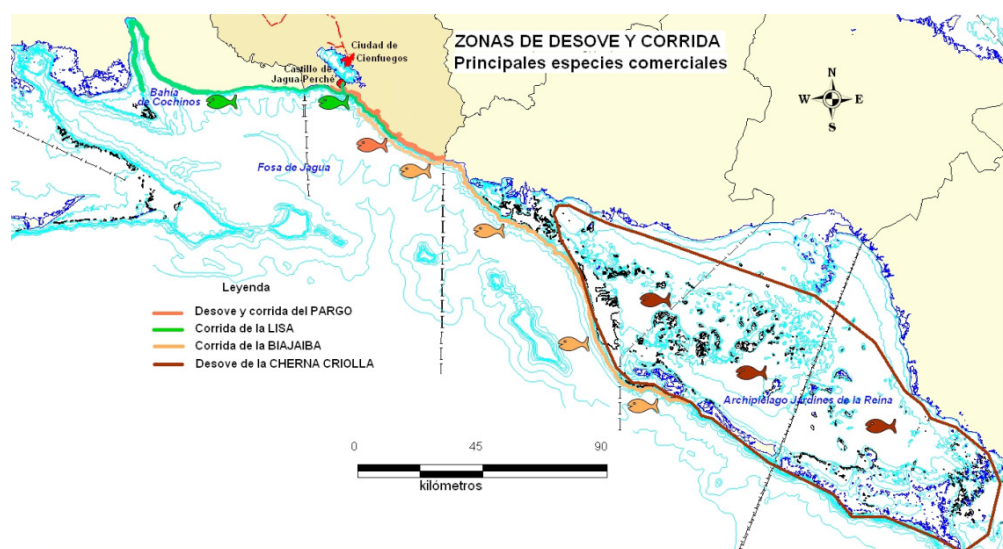 ZONAS DE DESOVE Y CORRIDA
Principales especies comerciales
Ciudad de
Cienfuegos
Castillo de
Jagua-Perché
Bahía
de Cochinos
N
W E
S
Fosa de Jagua
Leyenda
Desove y corrida del PARGO
Corrida de la LISA
Corrida de la BIAJAIBA
Desove de la CHERNA CRIOLLA
Archipiélago Jardines de la Reina
0 45 90
kilómetros